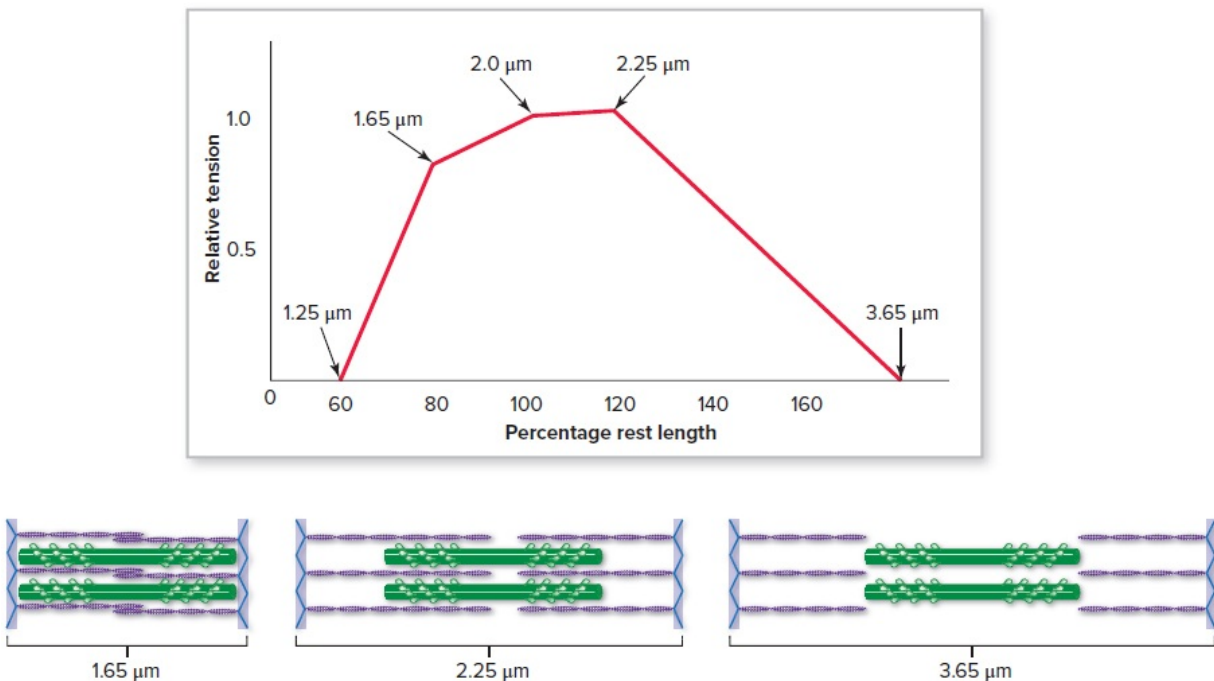 2.0 μm
2.25 μm
1.65 μm
1.0
Relative tension
0.5
1.25 μm
3.65 μm
0
60
80
100
120
140
160
Percentage rest length
1.65 μm
2.25 μm
3.65 μm